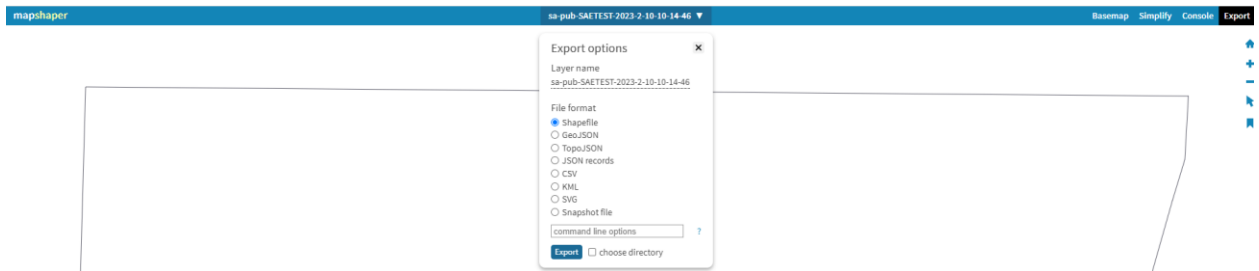 mapshaper
sa-pub-SAETEST-2023-2-10-10-14-46 ▼
Basemap Simplify Console Export
Export options
Layer name
sa-pub-SAETEST-2023-2-10-10-14-46
File format
Shapefile
GeoJSON
TopoJSON
JSON records
CSV
KML
SVG
Snapshot file
command line options ?
Export choose directory